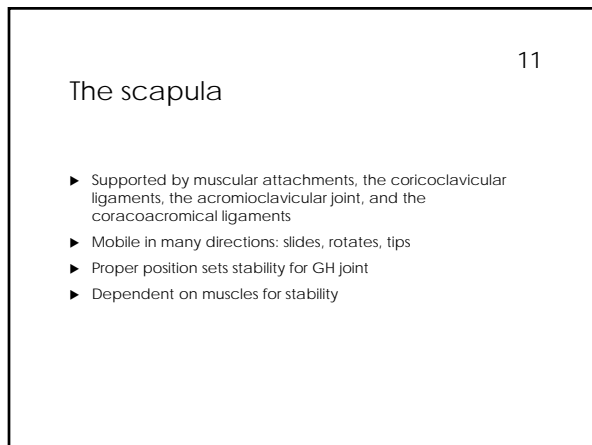 11
The scapula
▶ Supported by muscular attachments, the coricoclavicular
ligaments, the acromioclavicular joint, and the
coracoacromical ligaments
▶ Mobile in many directions: slides, rotates, tips
▶ Proper position sets stability for GH joint
▶ Dependent on muscles for stability